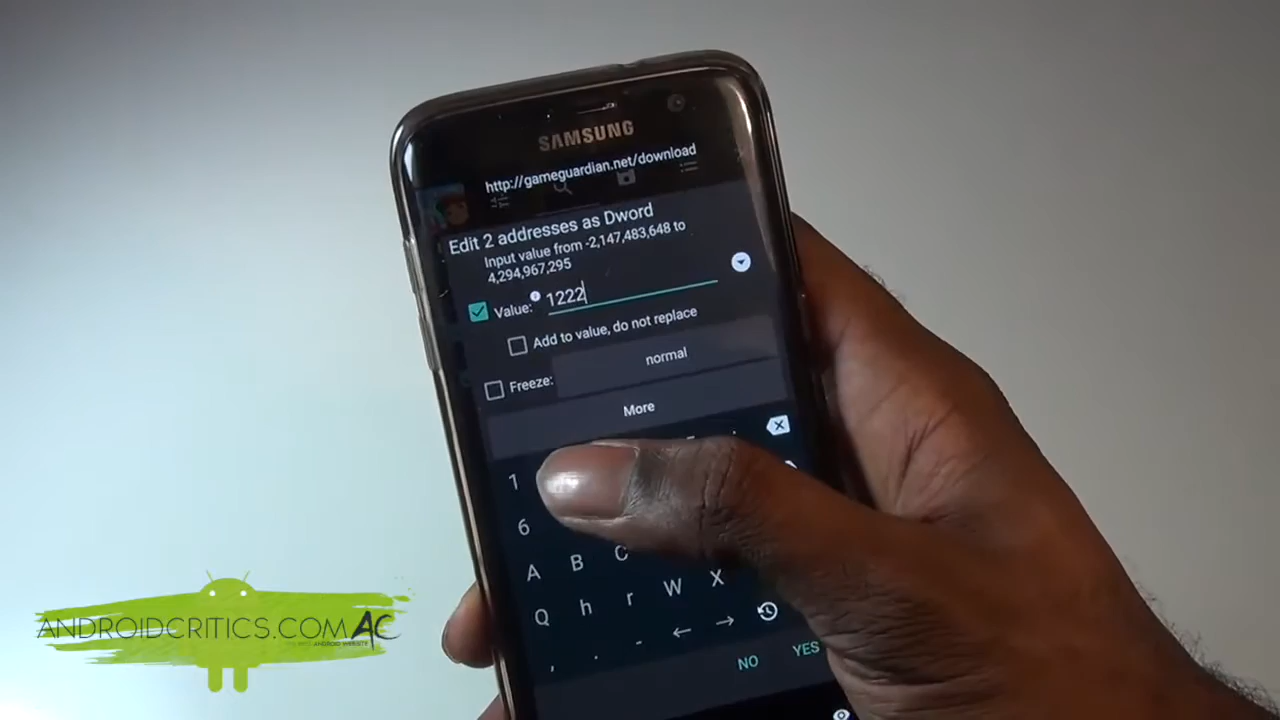 SAMSUNG
http://gameguardian.net/download
Edit 2 addresses as Dword
Input value from -2,147,483,648 to
4,294,967,295
Value: 1222
Add to value, do not replace
Freeze:
normal
More
1
6
A B C
Q h r W X
, . - ← →
NO YES
ANDROIDCRITICS.COM AC